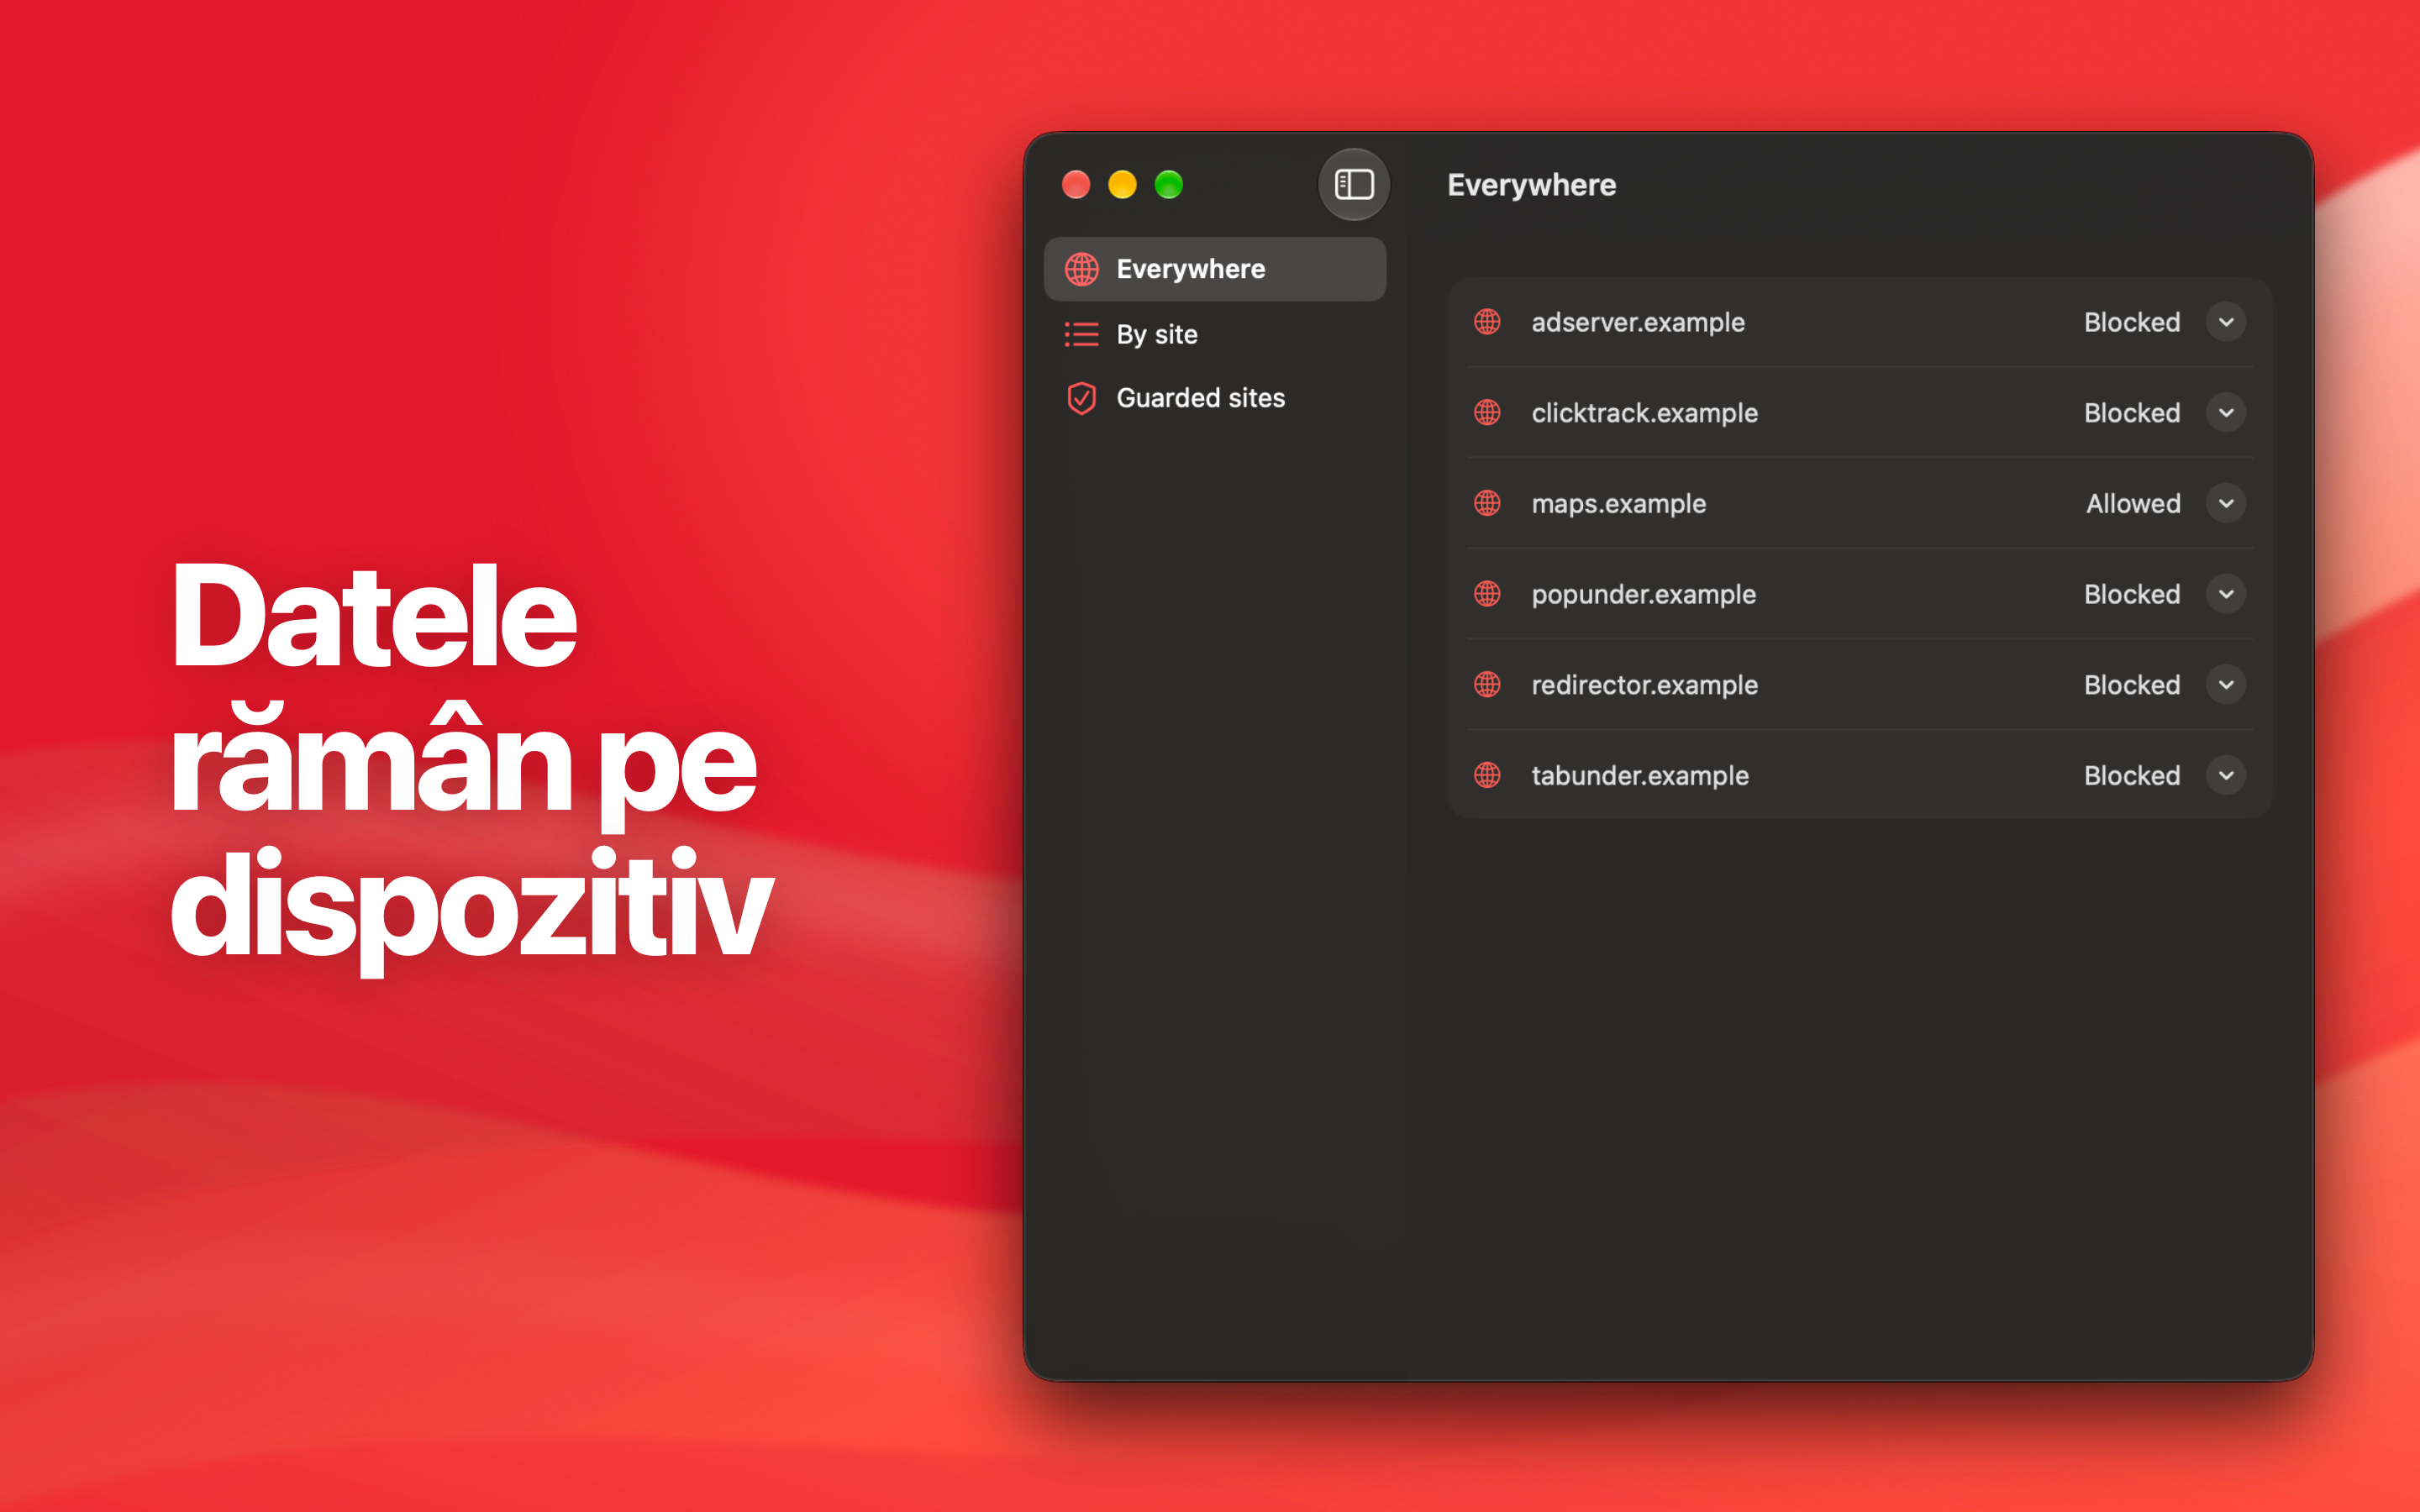 Datele
rămân pe
dispozitiv
Everywhere
By site
Guarded sites
Everywhere
adserver.example Blocked
clicktrack.example Blocked
maps.example Allowed
popunder.example Blocked
redirector.example Blocked
tabunder.example Blocked